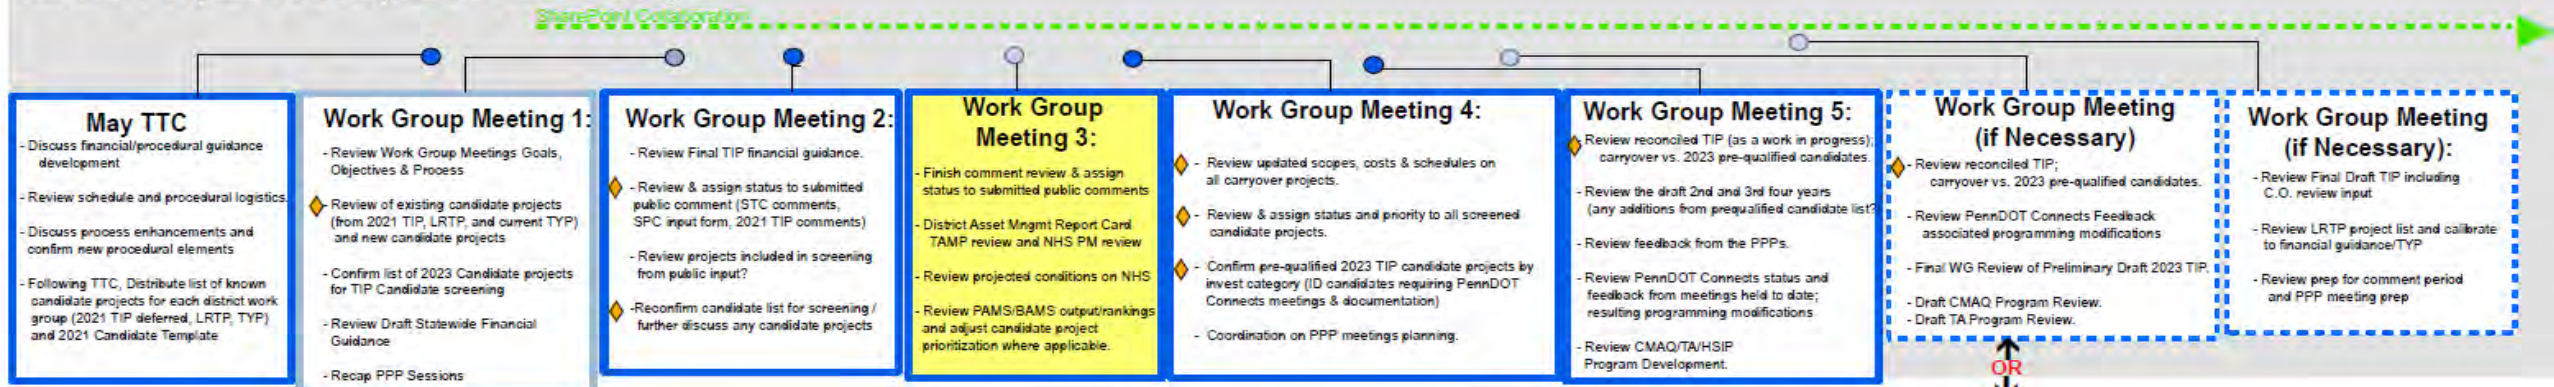 SharePoint Collaboration
May TTC
- Discuss financial/procedural guidance
development
- Review schedule and procedural logistics.
- Discuss process enhancements and
confirm new procedural elements
- Following TTC, Distribute list of known
candidate projects for each district work
group (2021 TIP deferred, LRTP, TYP)
and 2021 Candidate Template
Work Group Meeting 1:
- Review Work Group Meetings Goals,
Objectives & Process
- Review of existing candidate projects
(from 2021 TIP, LRTP, and current TYP)
and new candidate projects
- Confirm list of 2023 Candidate projects
for TIP Candidate screening
- Review Draft Statewide Financial
Guidance
- Recap PPP Sessions
Work Group Meeting 2:
- Review Final TIP financial guidance.
- Review & assign status to submitted
public comment (STC comments,
SPC input form, 2021 TIP comments)
- Review projects included in screening
from public input?
-Reconfirm candidate list for screening /
further discuss any candidate projects
Work Group
Meeting 3:
- Finish comment review & assign
status to submitted public comments
- District Asset Mngmt Report Card
TAMP review and NHS PM review
- Review projected conditions on NHS
- Review PAMS/BAMS output/rankings
and adjust candidate project
prioritization where applicable.
Work Group Meeting 4:
- Review updated scopes, costs & schedules on
all carryover projects.
- Review & assign status and priority to all screened
candidate projects.
- Confirm pre-qualified 2023 TIP candidate projects by
invest category (ID candidates requiring PennDOT
Connects meetings & documentation)
- Coordination on PPP meetings planning.
Work Group Meeting 5:
- Review reconciled TIP (as a work in progress);
carryover vs. 2023 pre-qualified candidates.
- Review the draft 2nd and 3rd four years
(any additions from prequalified candidate list?
- Review feedback from the PPPs.
- Review PennDOT Connects status and
feedback from meetings held to date;
resulting programming modifications
- Review CMAQ/TA/HSIP
Program Development.
Work Group Meeting
(if Necessary)
- Review reconciled TIP;
carryover vs. 2023 pre-qualified candidates.
- Review PennDOT Connects Feedback
associated programming modifications
- Final WG Review of Preliminary Draft 2023 TIP.
- Draft CMAQ Program Review.
- Draft TA Program Review.
OR
Work Group Meeting
(if Necessary):
- Review Final Draft TIP including
C.O. review input
- Review LRTP project list and calibrate
to financial guidance/TYP
- Review prep for comment period
and PPP meeting prep